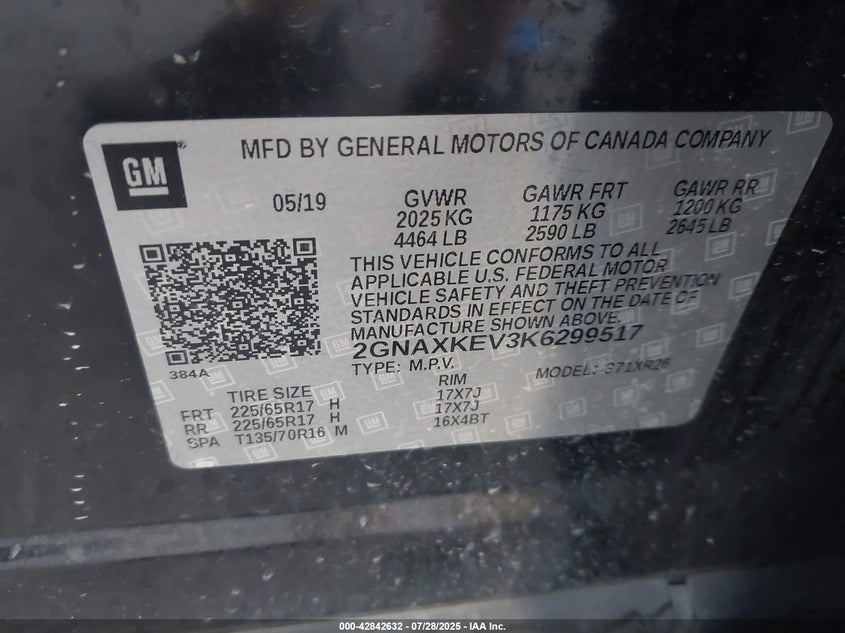 GM
MFD BY GENERAL MOTORS OF CANADA COMPANY
05/19
GVWR
2025 KG
4464 LB
GAWR FRT
1175 KG
2590 LB
GAWR RR
1200 KG
2645 LB
THIS VEHICLE CONFORMS TO ALL
APPLICABLE U.S. FEDERAL MOTOR
VEHICLE SAFETY AND THEFT PREVENTION
STANDARDS IN EFFECT ON THE DATE OF
MANUFACTURE SHOWN ABOVE.
2GNAXKEV3K6299517
TYPE: M.P.V.
MODEL: S71XR26
384A
TIRE SIZE RIM
FRT 225/65R17 H 17X7J
RR 225/65R17 H 17X7J
SPA T135/70R16 M 16X4BT
000-42842632 / 07/28/2025 - IAA Inc.